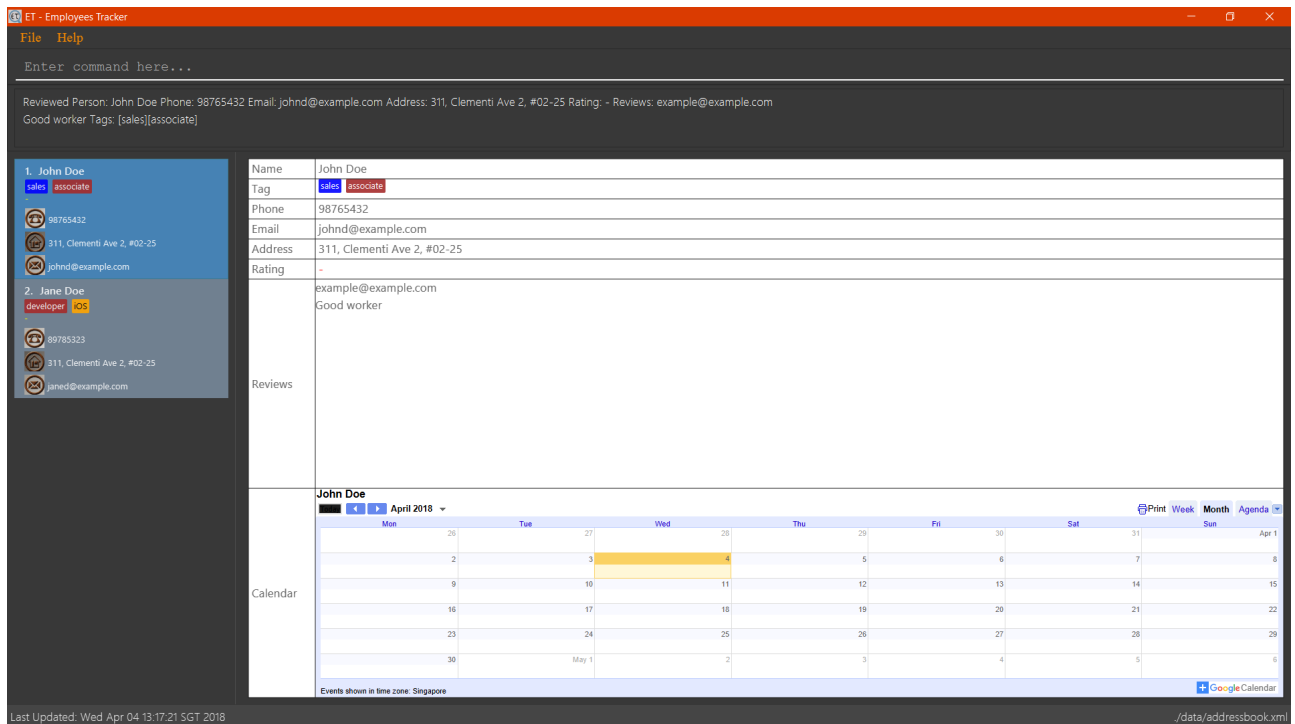 ET - Employees Tracker
File Help
Enter command here...
Reviewed Person: John Doe Phone: 98765432 Email: johnd@example.com Address: 311, Clementi Ave 2, #02-25 Rating: - Reviews: example@example.com
Good worker Tags: [sales][associate]
1. John Doe
sales associate
-
98765432
311, Clementi Ave 2, #02-25
johnd@example.com
2. Jane Doe
developer iOS
-
89785323
311, Clementi Ave 2, #02-25
janed@example.com
Name John Doe
Tag sales associate
Phone 98765432
Email johnd@example.com
Address 311, Clementi Ave 2, #02-25
Rating -
Reviews
example@example.com
Good worker
Calendar
John Doe
Today April 2018 Print Week Month Agenda
Mon Tue Wed Thu Fri Sat Sun
26 27 28 29 30 31 Apr 1
2 3 4 5 6 7 8
9 10 11 12 13 14 15
16 17 18 19 20 21 22
23 24 25 26 27 28 29
30 May 1 2 3 4 5 6
Events shown in time zone: Singapore
Google Calendar
Last Updated: Wed Apr 04 13:17:21 SGT 2018
./data/addressbook.xml